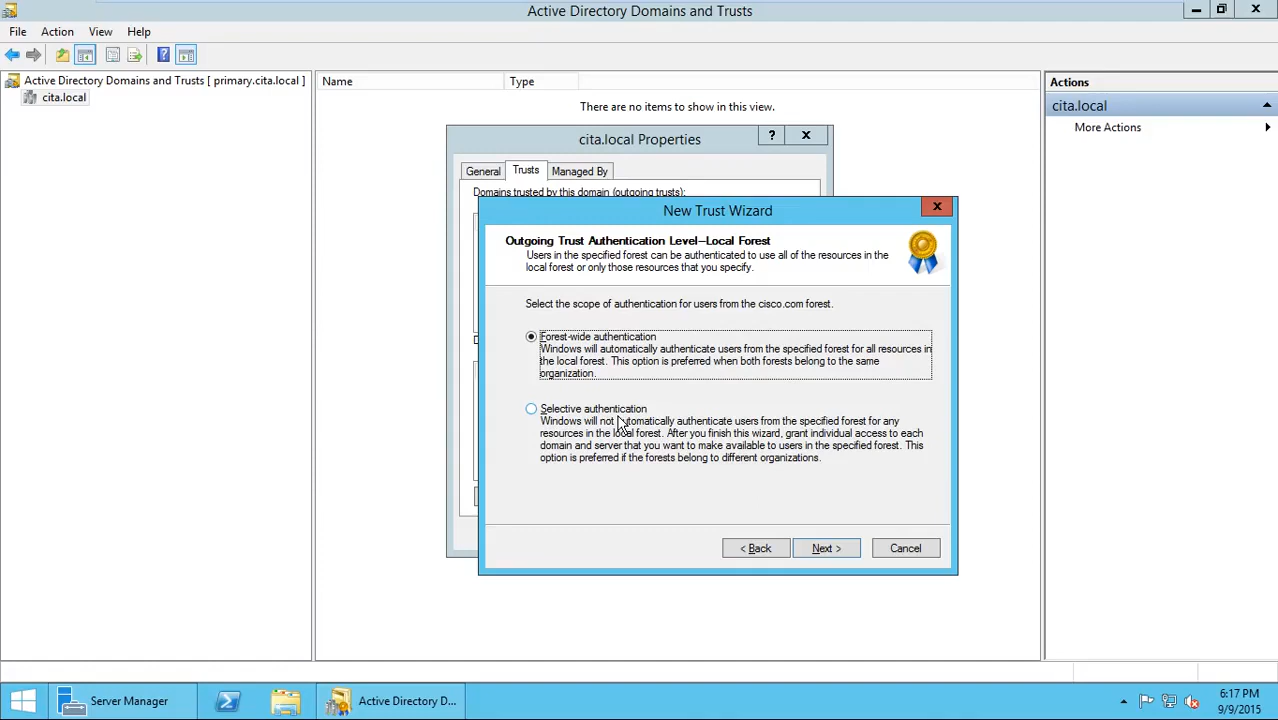 Active Directory Domains and Trusts
File Action View Help
Active Directory Domains and Trusts [ primary.cita.local ]
cita.local
Name Type
There are no items to show in this view.
Actions
cita.local
More Actions
cita.local Properties
?
General Trusts Managed By
Domains trusted by this domain (outgoing trusts):
New Trust Wizard
Outgoing Trust Authentication Level--Local Forest
Users in the specified forest can be authenticated to use all of the resources in the
local forest or only those resources that you specify.
Select the scope of authentication for users from the cisco.com forest.
Forest-wide authentication
Windows will automatically authenticate users from the specified forest for all resources in
the local forest. This option is preferred when both forests belong to the same
organization.
Selective authentication
Windows will not automatically authenticate users from the specified forest for any
resources in the local forest. After you finish this wizard, grant individual access to each
domain and server that you want to make available to users in the specified forest. This
option is preferred if the forests belong to different organizations.
< Back Next > Cancel
Server Manager
Active Directory D...
6:17 PM
9/9/2015